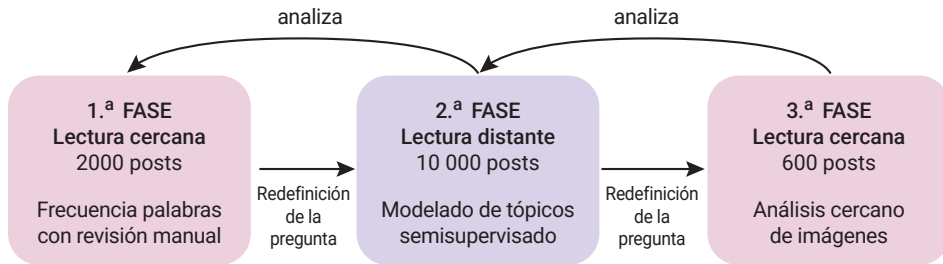 analiza
analiza
1.ª FASE
Lectura cercana
2000 posts
Frecuencia palabras
con revisión manual
Redefinición
de la
pregunta
2.ª FASE
Lectura distante
10 000 posts
Modelado de tópicos
semisupervisado
Redefinición
de la
pregunta
3.ª FASE
Lectura cercana
600 posts
Análisis cercano
de imágenes